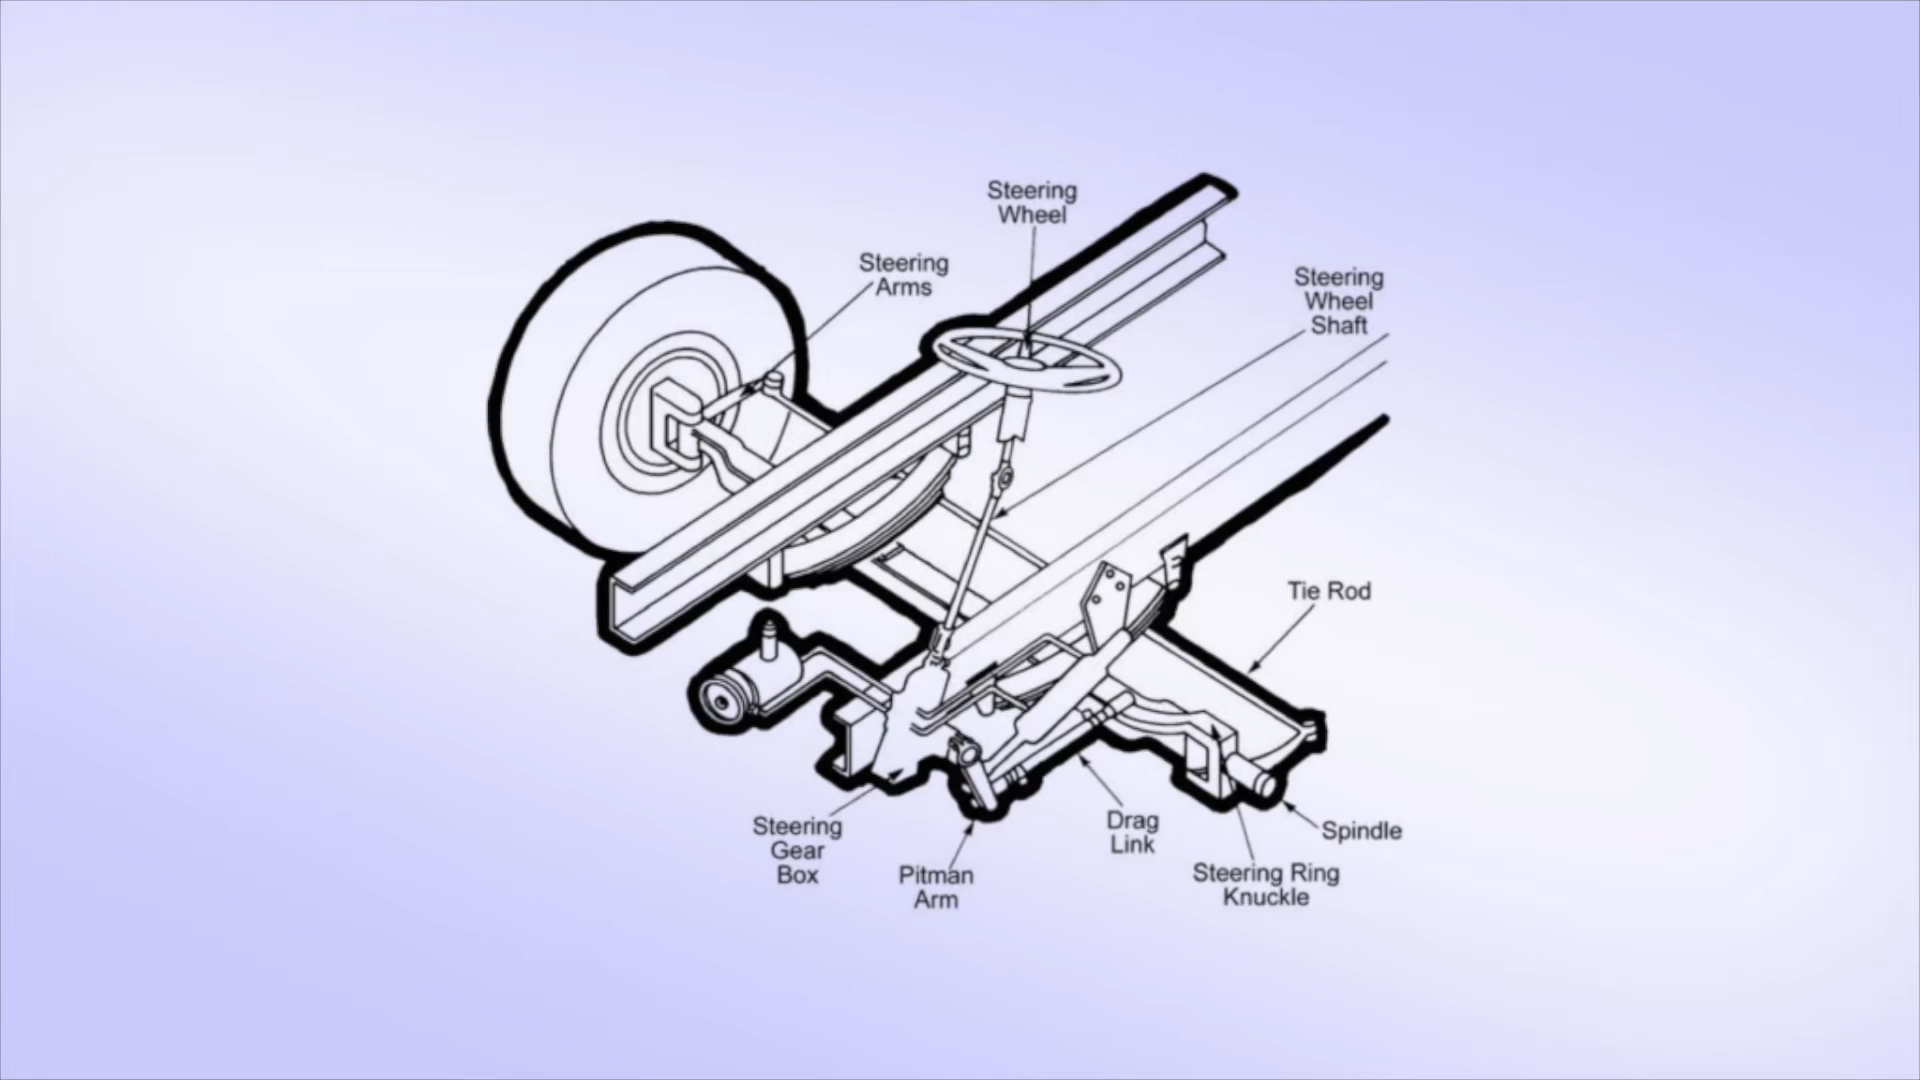 Steering
Wheel
Steering
Arms
Steering
Wheel
Shaft
Tie Rod
Steering
Gear
Box
Pitman
Arm
Drag
Link
Spindle
Steering Ring
Knuckle